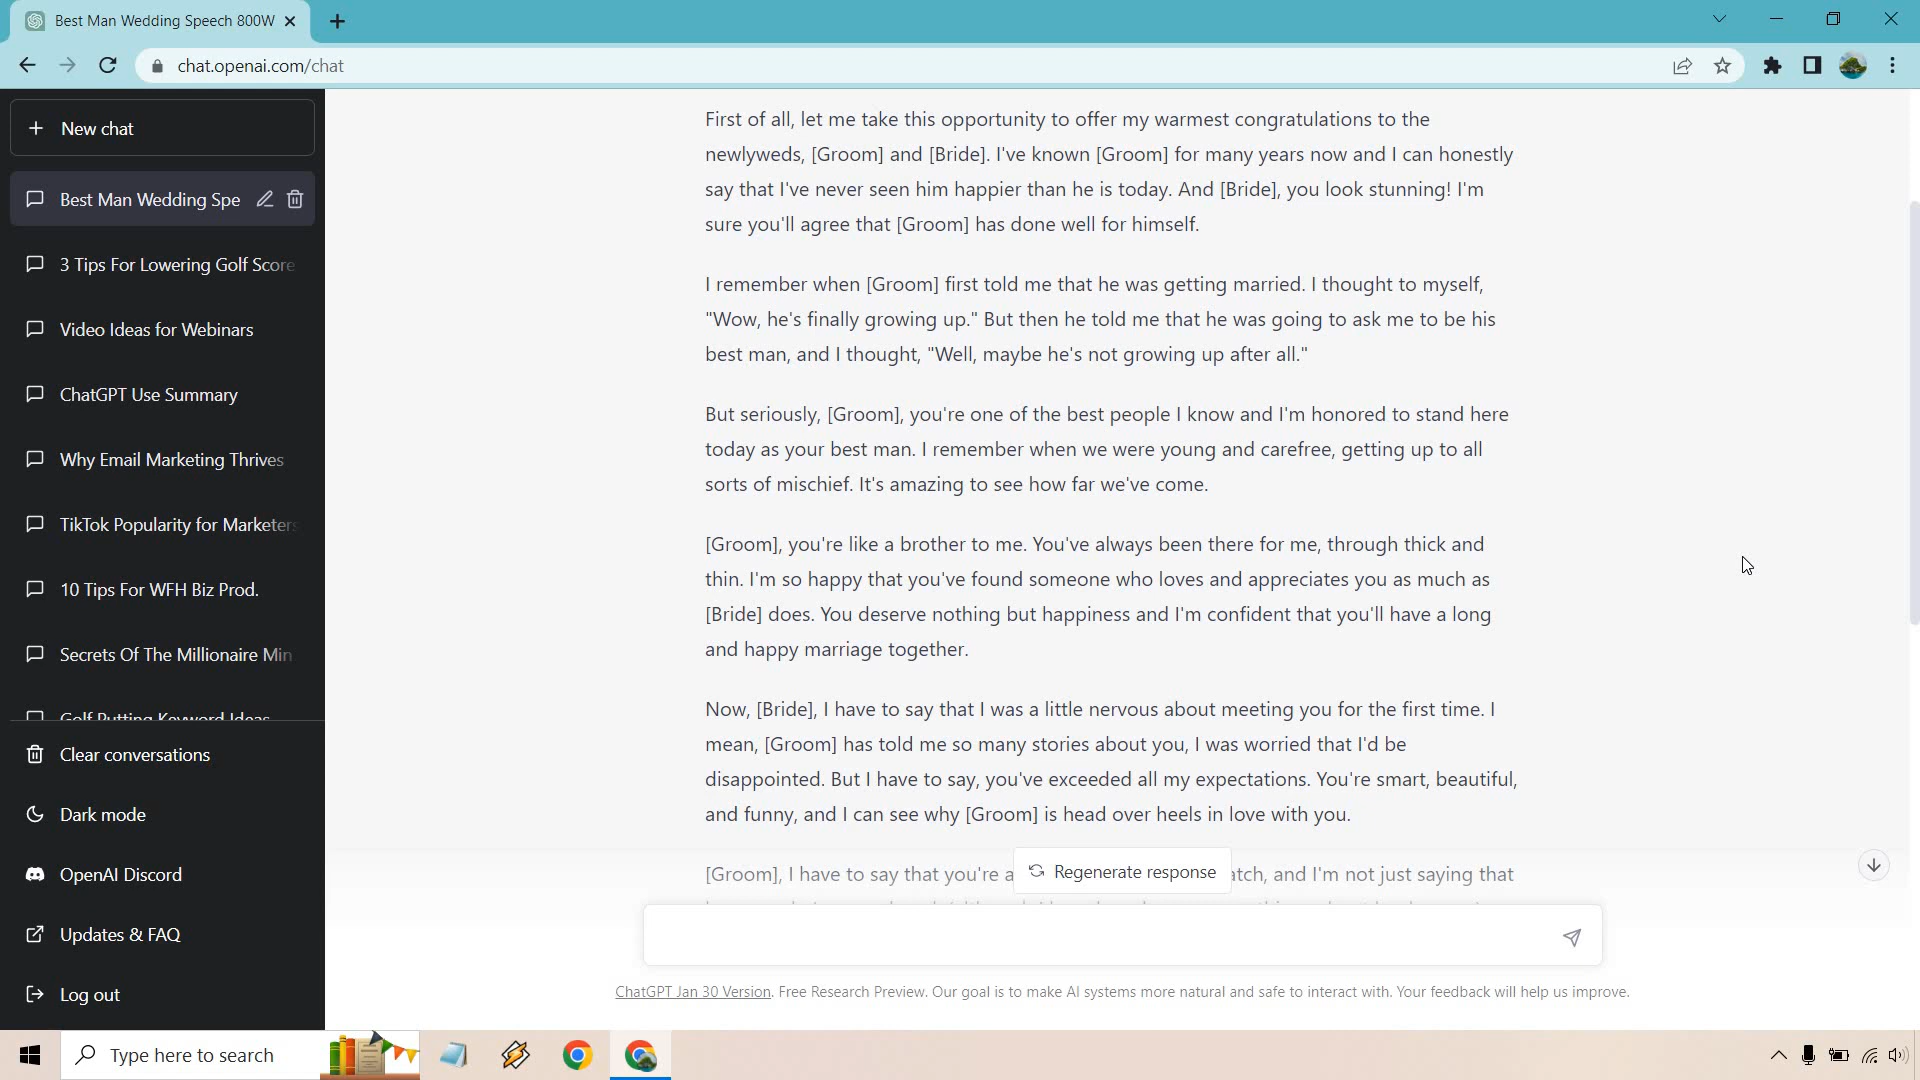 Best Man Wedding Speech 800W
chat.openai.com/chat
New chat
Best Man Wedding Spe
3 Tips For Lowering Golf Score
Video Ideas for Webinars
ChatGPT Use Summary
Why Email Marketing Thrives
TikTok Popularity for Marketers
10 Tips For WFH Biz Prod.
Secrets Of The Millionaire Min
Golf Putting Keyword Ideas
Clear conversations
Dark mode
OpenAI Discord
Updates & FAQ
Log out
First of all, let me take this opportunity to offer my warmest congratulations to the
newlyweds, [Groom] and [Bride]. I've known [Groom] for many years now and I can honestly
say that I've never seen him happier than he is today. And [Bride], you look stunning! I'm
sure you'll agree that [Groom] has done well for himself.
I remember when [Groom] first told me that he was getting married. I thought to myself,
"Wow, he's finally growing up." But then he told me that he was going to ask me to be his
best man, and I thought, "Well, maybe he's not growing up after all."
But seriously, [Groom], you're one of the best people I know and I'm honored to stand here
today as your best man. I remember when we were young and carefree, getting up to all
sorts of mischief. It's amazing to see how far we've come.
[Groom], you're like a brother to me. You've always been there for me, through thick and
thin. I'm so happy that you've found someone who loves and appreciates you as much as
[Bride] does. You deserve nothing but happiness and I'm confident that you'll have a long
and happy marriage together.
Now, [Bride], I have to say that I was a little nervous about meeting you for the first time. I
mean, [Groom] has told me so many stories about you, I was worried that I'd be
disappointed. But I have to say, you've exceeded all my expectations. You're smart, beautiful,
and funny, and I can see why [Groom] is head over heels in love with you.
[Groom], I have to say that you're a atch, and I'm not just saying that
Regenerate response
ChatGPT Jan 30 Version. Free Research Preview. Our goal is to make AI systems more natural and safe to interact with. Your feedback will help us improve.
Type here to search